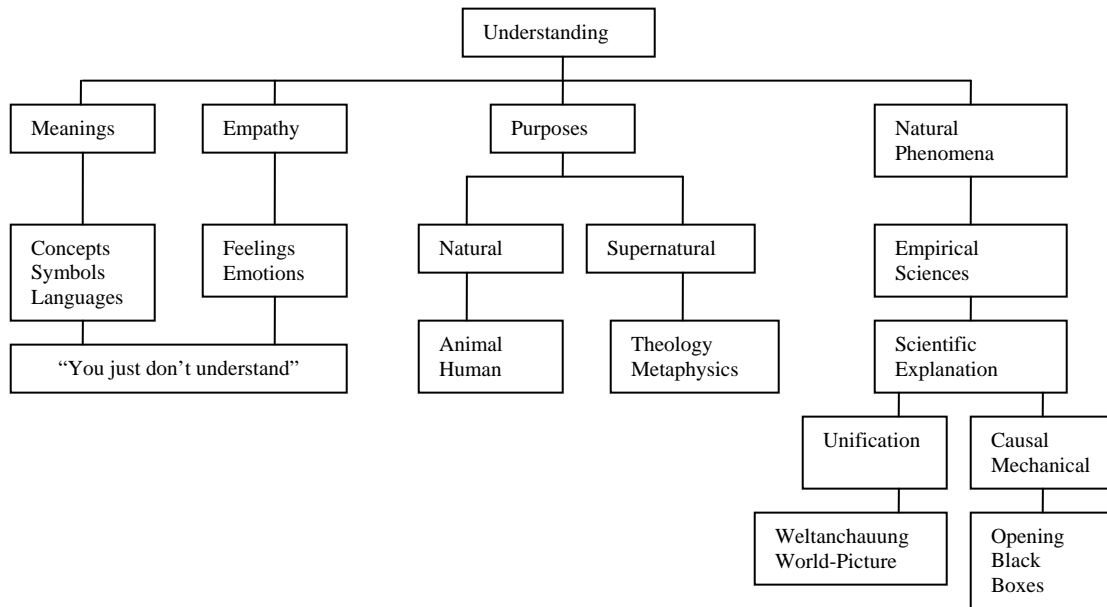 Understanding
Meanings
Empathy
Purposes
Natural
Phenomena
Concepts
Symbols
Languages
Feelings
Emotions
Natural
Supernatural
Empirical
Sciences
“You just don’t understand”
Animal
Human
Theology
Metaphysics
Scientific
Explanation
Unification
Causal
Mechanical
Weltanchauung
World-Picture
Opening
Black
Boxes